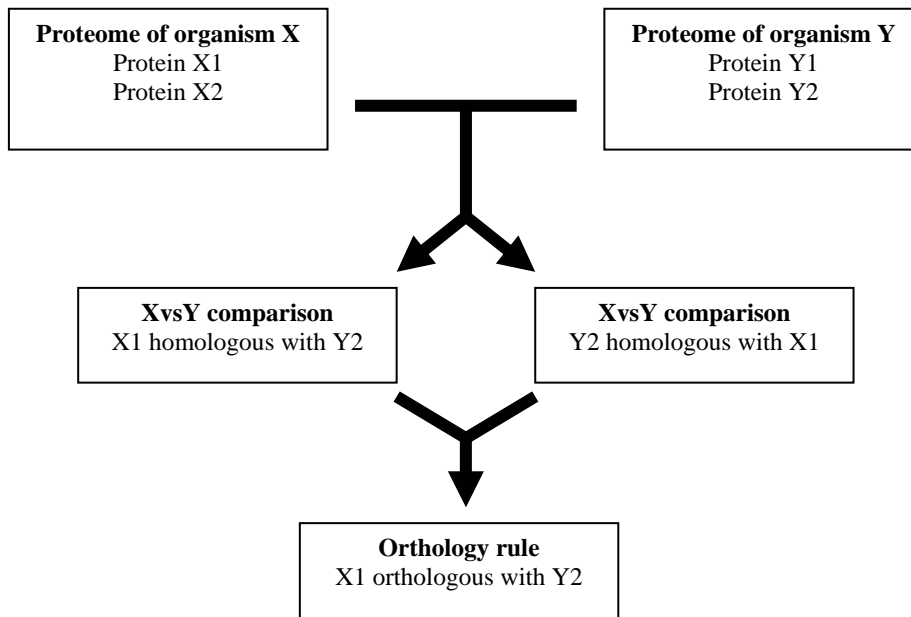 Proteome of organism X
Protein X1
Protein X2
Proteome of organism Y
Protein Y1
Protein Y2
XvsY comparison
X1 homologous with Y2
XvsY comparison
Y2 homologous with X1
Orthology rule
X1 orthologous with Y2